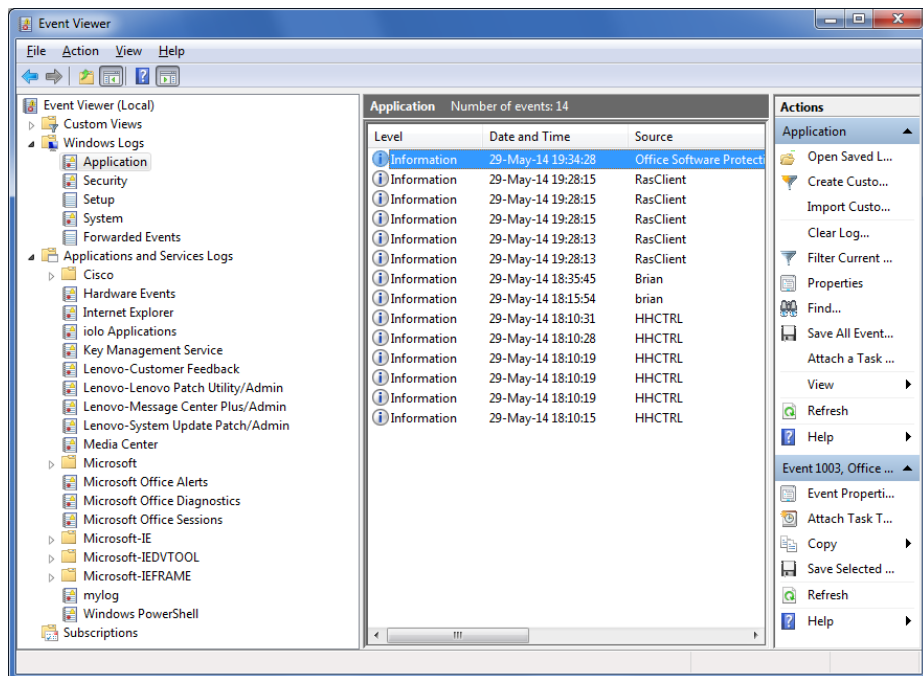 Event Viewer
File Action View Help
Event Viewer (Local)
Custom Views
Windows Logs
Application
Security
Setup
System
Forwarded Events
Applications and Services Logs
Cisco
Hardware Events
Internet Explorer
iolo Applications
Key Management Service
Lenovo-Customer Feedback
Lenovo-Lenovo Patch Utility/Admin
Lenovo-Message Center Plus/Admin
Lenovo-System Update Patch/Admin
Media Center
Microsoft
Microsoft Office Alerts
Microsoft Office Diagnostics
Microsoft Office Sessions
Microsoft-IE
Microsoft-IEDVTOOL
Microsoft-IEFRAME
mylog
Windows PowerShell
Subscriptions
Application Number of events: 14
Level Date and Time Source
Information 29-May-14 19:34:28 Office Software Protecti
Information 29-May-14 19:28:15 RasClient
Information 29-May-14 19:28:15 RasClient
Information 29-May-14 19:28:15 RasClient
Information 29-May-14 19:28:13 RasClient
Information 29-May-14 19:28:13 RasClient
Information 29-May-14 18:35:45 Brian
Information 29-May-14 18:15:54 brian
Information 29-May-14 18:10:31 HHCTRL
Information 29-May-14 18:10:28 HHCTRL
Information 29-May-14 18:10:19 HHCTRL
Information 29-May-14 18:10:19 HHCTRL
Information 29-May-14 18:10:19 HHCTRL
Information 29-May-14 18:10:15 HHCTRL
Actions
Application
Open Saved L...
Create Custo...
Import Custo...
Clear Log...
Filter Current ...
Properties
Find...
Save All Event...
Attach a Task ...
View
Refresh
Help
Event 1003, Office ...
Event Properti...
Attach Task T...
Copy
Save Selected ...
Refresh
Help